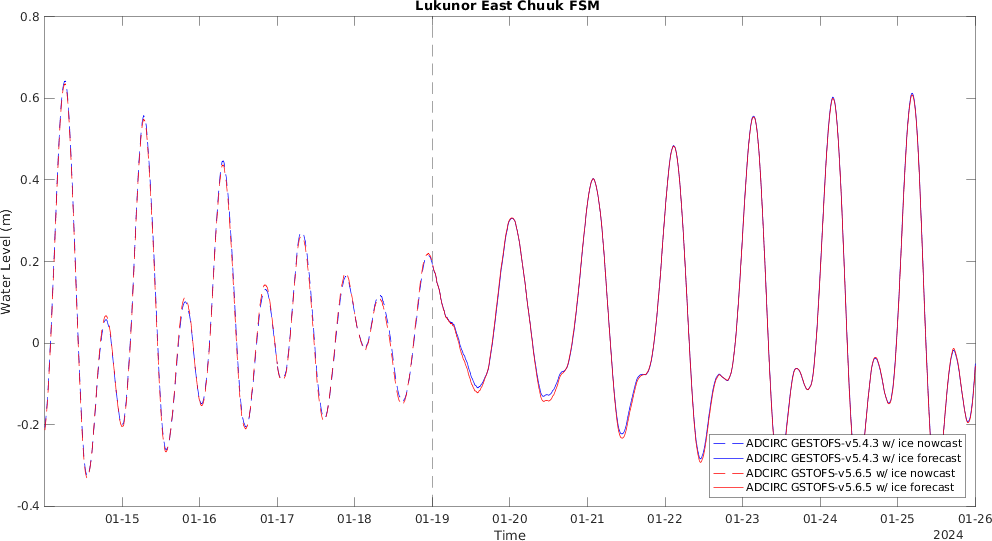 Lukunor East Chuuk FSM
0.8
0.6
0.4
0.2
0
-0.2
-0.4
Water Level (m)
ADCIRC GESTOFS-v5.4.3 w/ ice nowcast
ADCIRC GESTOFS-v5.4.3 w/ ice forecast
ADCIRC GSTOFS-v5.6.5 w/ ice nowcast
ADCIRC GSTOFS-v5.6.5 w/ ice forecast
01-15 01-16 01-17 01-18 01-19 01-20 01-21 01-22 01-23 01-24 01-25 01-26
Time
2024